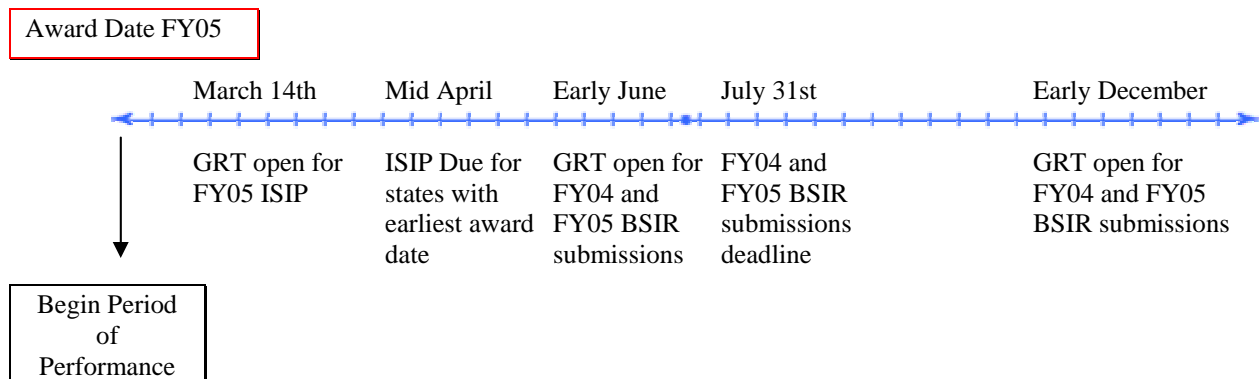 Award Date FY05
March 14th
Mid April
Early June
July 31st
Early December
GRT open for
FY05 ISIP
ISIP Due for
states with
earliest award
date
GRT open for
FY04 and
FY05 BSIR
submissions
FY04 and
FY05 BSIR
submissions
deadline
GRT open for
FY04 and FY05
BSIR submissions
Begin Period
of
Performance